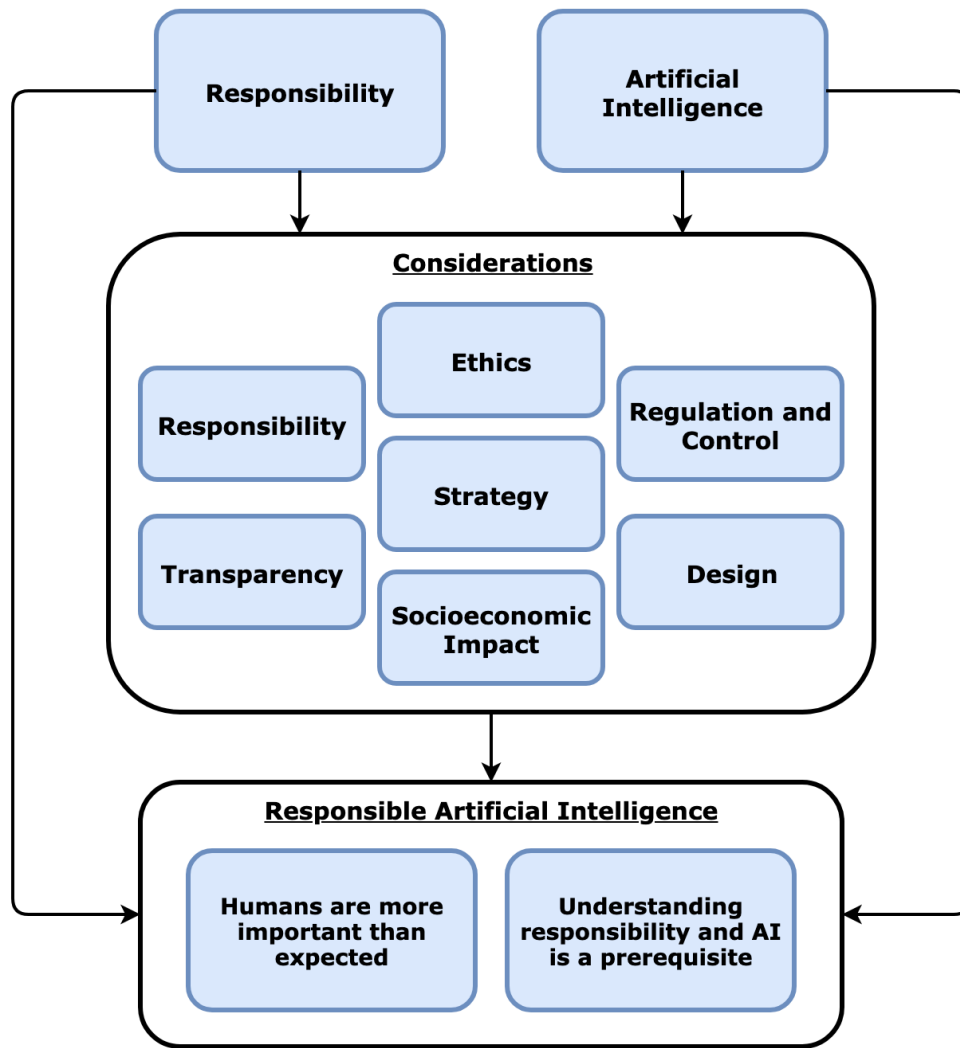 Responsibility
Artificial
Intelligence
Considerations
Ethics
Responsibility
Regulation and
Control
Strategy
Transparency
Design
Socioeconomic
Impact
Responsible Artificial Intelligence
Humans are more
important than
expected
Understanding
responsibility and AI
is a prerequisite